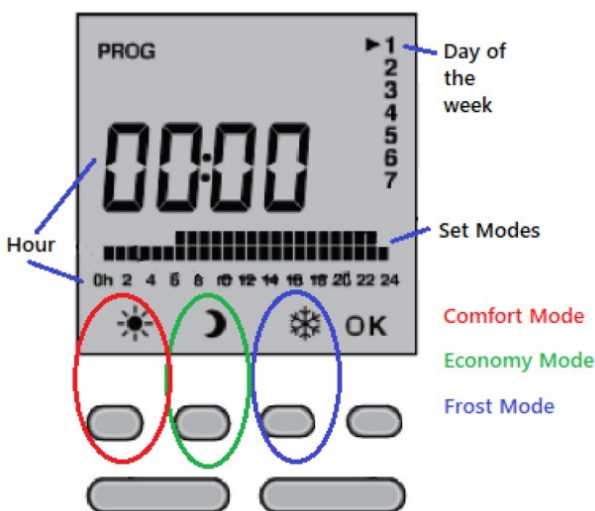 PROG
1
2
3
4
5
6
7
Day of
the
week
00:00
Hour
Set Modes
0h 2 4 6 8 10 12 14 16 18 20 22 24
OK
Comfort Mode
Economy Mode
Frost Mode